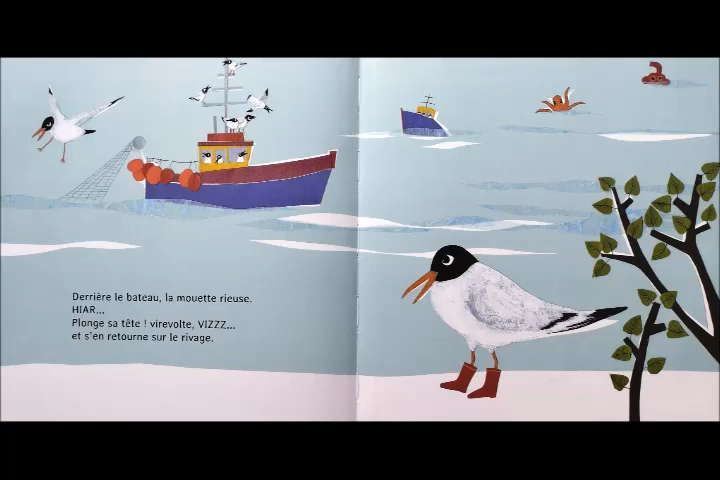 Derrière le bateau, la mouette rieuse.
HIAR...
Plonge sa tête ! virevolte, VIZZZ...
et s'en retourne sur le rivage.